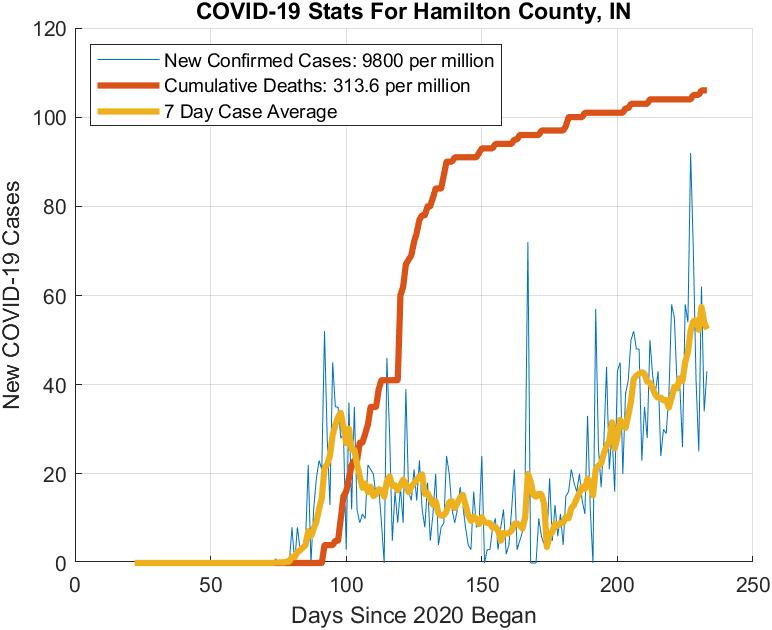 COVID-19 Stats For Hamilton County, IN
New Confirmed Cases: 9800 per million
Cumulative Deaths: 313.6 per million
7 Day Case Average
New COVID-19 Cases
120
100
80
60
40
20
0
0 50 100 150 200 250
Days Since 2020 Began